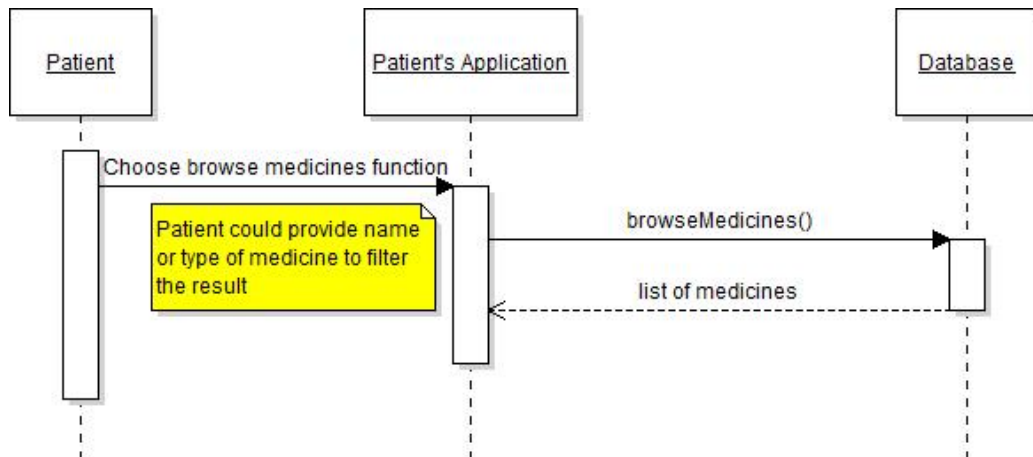 Patient
Patient's Application
Database
Choose browse medicines function
Patient could provide name
or type of medicine to filter
the result
browseMedicines()
list of medicines